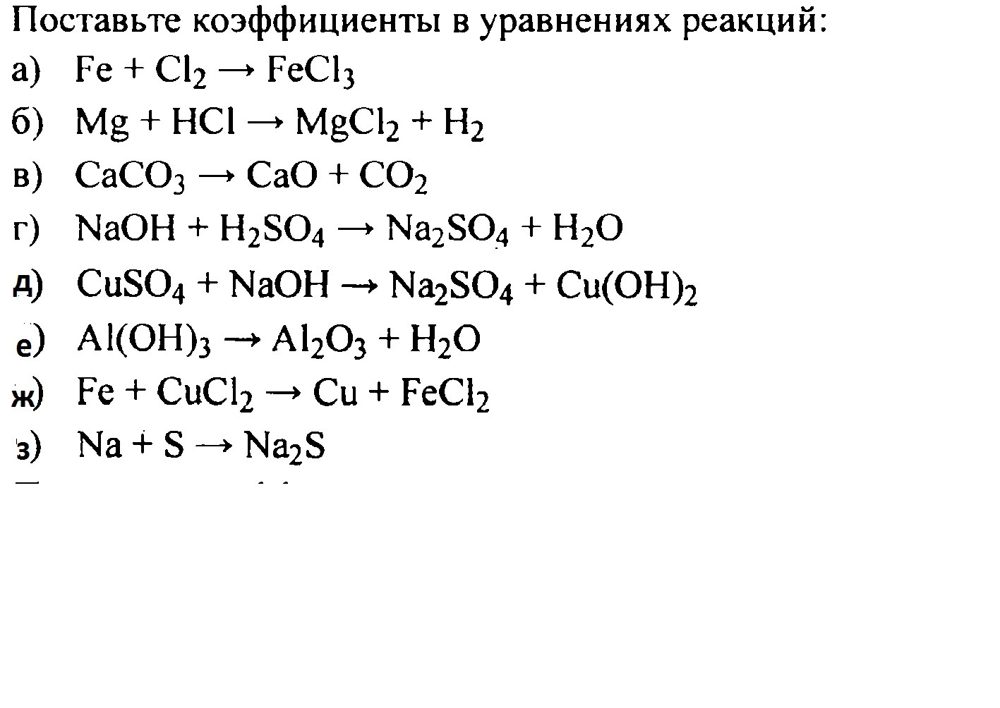 Поставьте коэффициенты в уравнениях реакций:
а) Fe + Cl₂ → FeCl₃
б) Mg + HCl → MgCl₂ + H₂
в) CaCO₃ → CaO + CO₂
г) NaOH + H₂SO₄ → Na₂SO₄ + H₂O
д) CuSO₄ + NaOH → Na₂SO₄ + Cu(OH)₂
е) Al(OH)₃ → Al₂O₃ + H₂O
ж) Fe + CuCl₂ → Cu + FeCl₂
з) Na + S → Na₂S